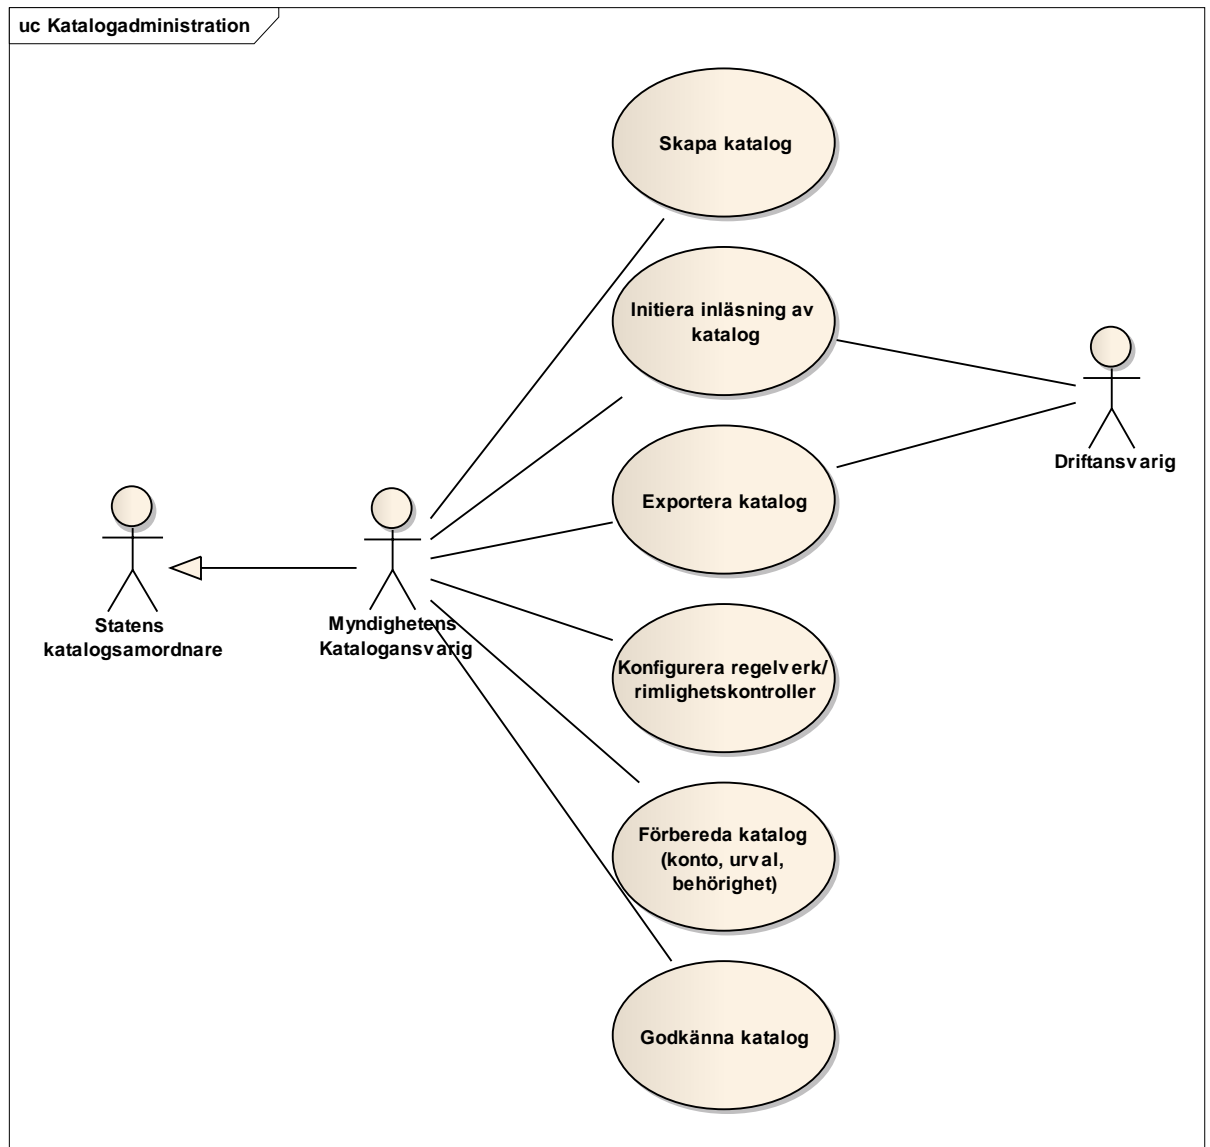 uc Katalogadministration
Skapa katalog
Initiera inläsning av
katalog
Driftansvarig
Exportera katalog
Statens
katalogsamordnare
Myndighetens
Katalogansvarig
Konfigurera regelverk/
rimlighetskontroller
Förbereda katalog
(konto, urval,
behörighet)
Godkänna katalog